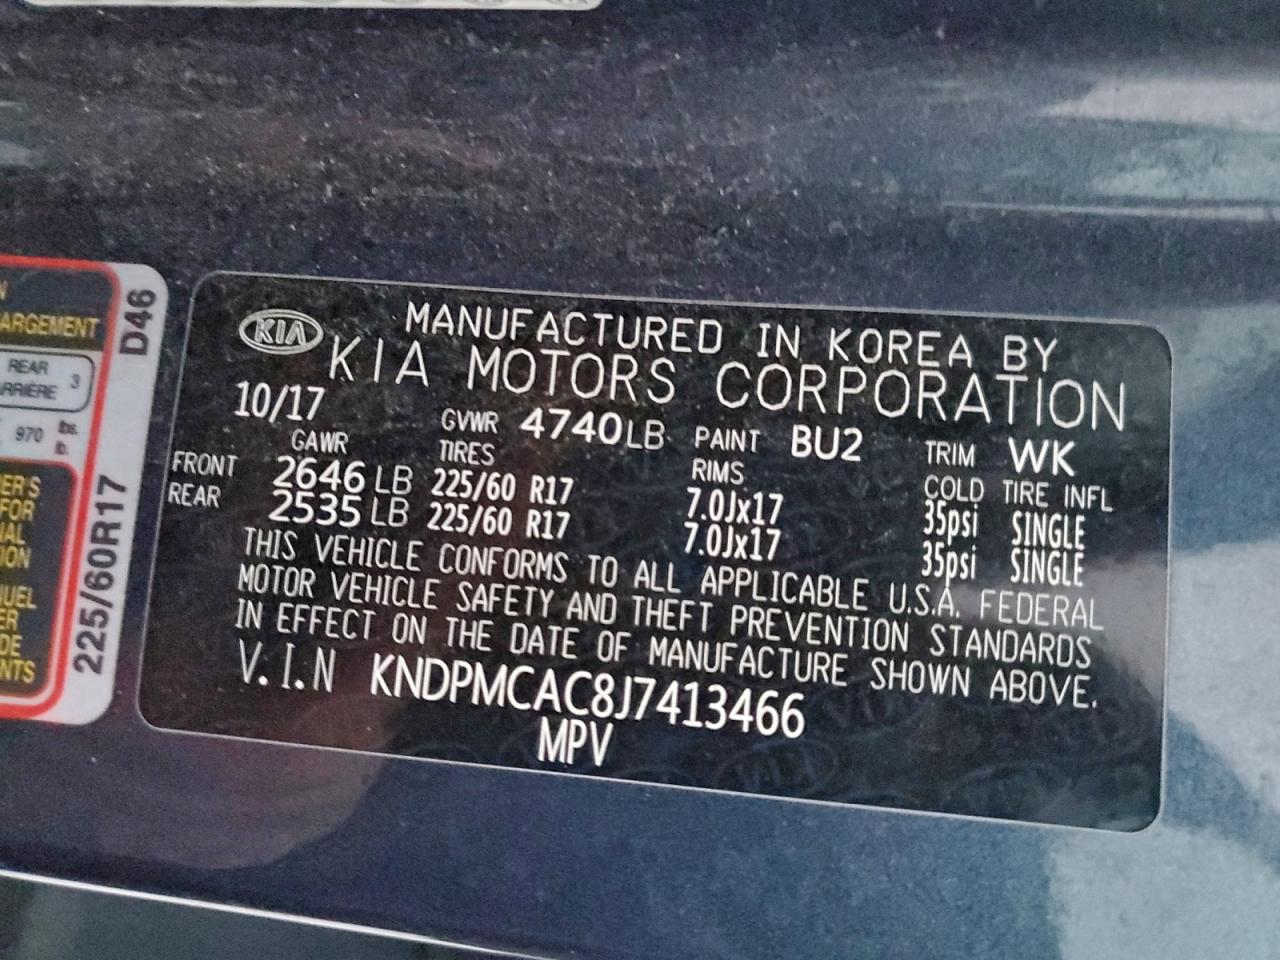 ARGEMENT
REAR
3
970
lbs.
lb.
D46
225/60R17
KIA
MANUFACTURED IN KOREA BY
KIA MOTORS CORPORATION
10/17 GVWR 4740LB PAINT BU2 TRIM WK
GAWR TIRES RIMS COLD TIRE INFL
FRONT 2646 LB 225/60 R17 7.0Jx17 35psi SINGLE
REAR 2535 LB 225/60 R17 7.0Jx17 35psi SINGLE
THIS VEHICLE CONFORMS TO ALL APPLICABLE U.S.A. FEDERAL
MOTOR VEHICLE SAFETY AND THEFT PREVENTION STANDARDS
IN EFFECT ON THE DATE OF MANUFACTURE SHOWN ABOVE.
V.I.N KNDPMCAC8J7413466
MPV